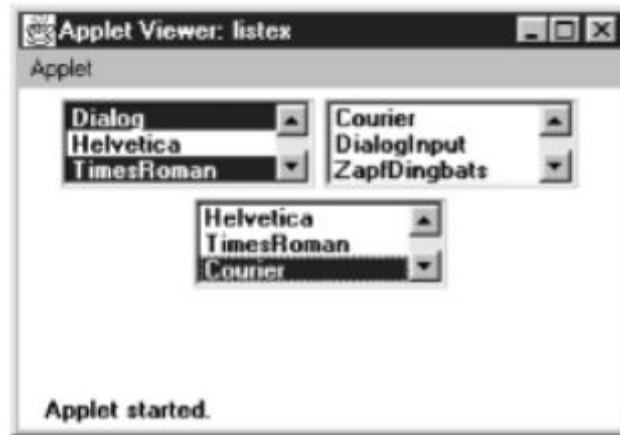 Applet Viewer: listex
Applet
Dialog
Helvetica
TimesRoman
Courier
DialogInput
ZapfDingbats
Helvetica
TimesRoman
Courier
Applet started.